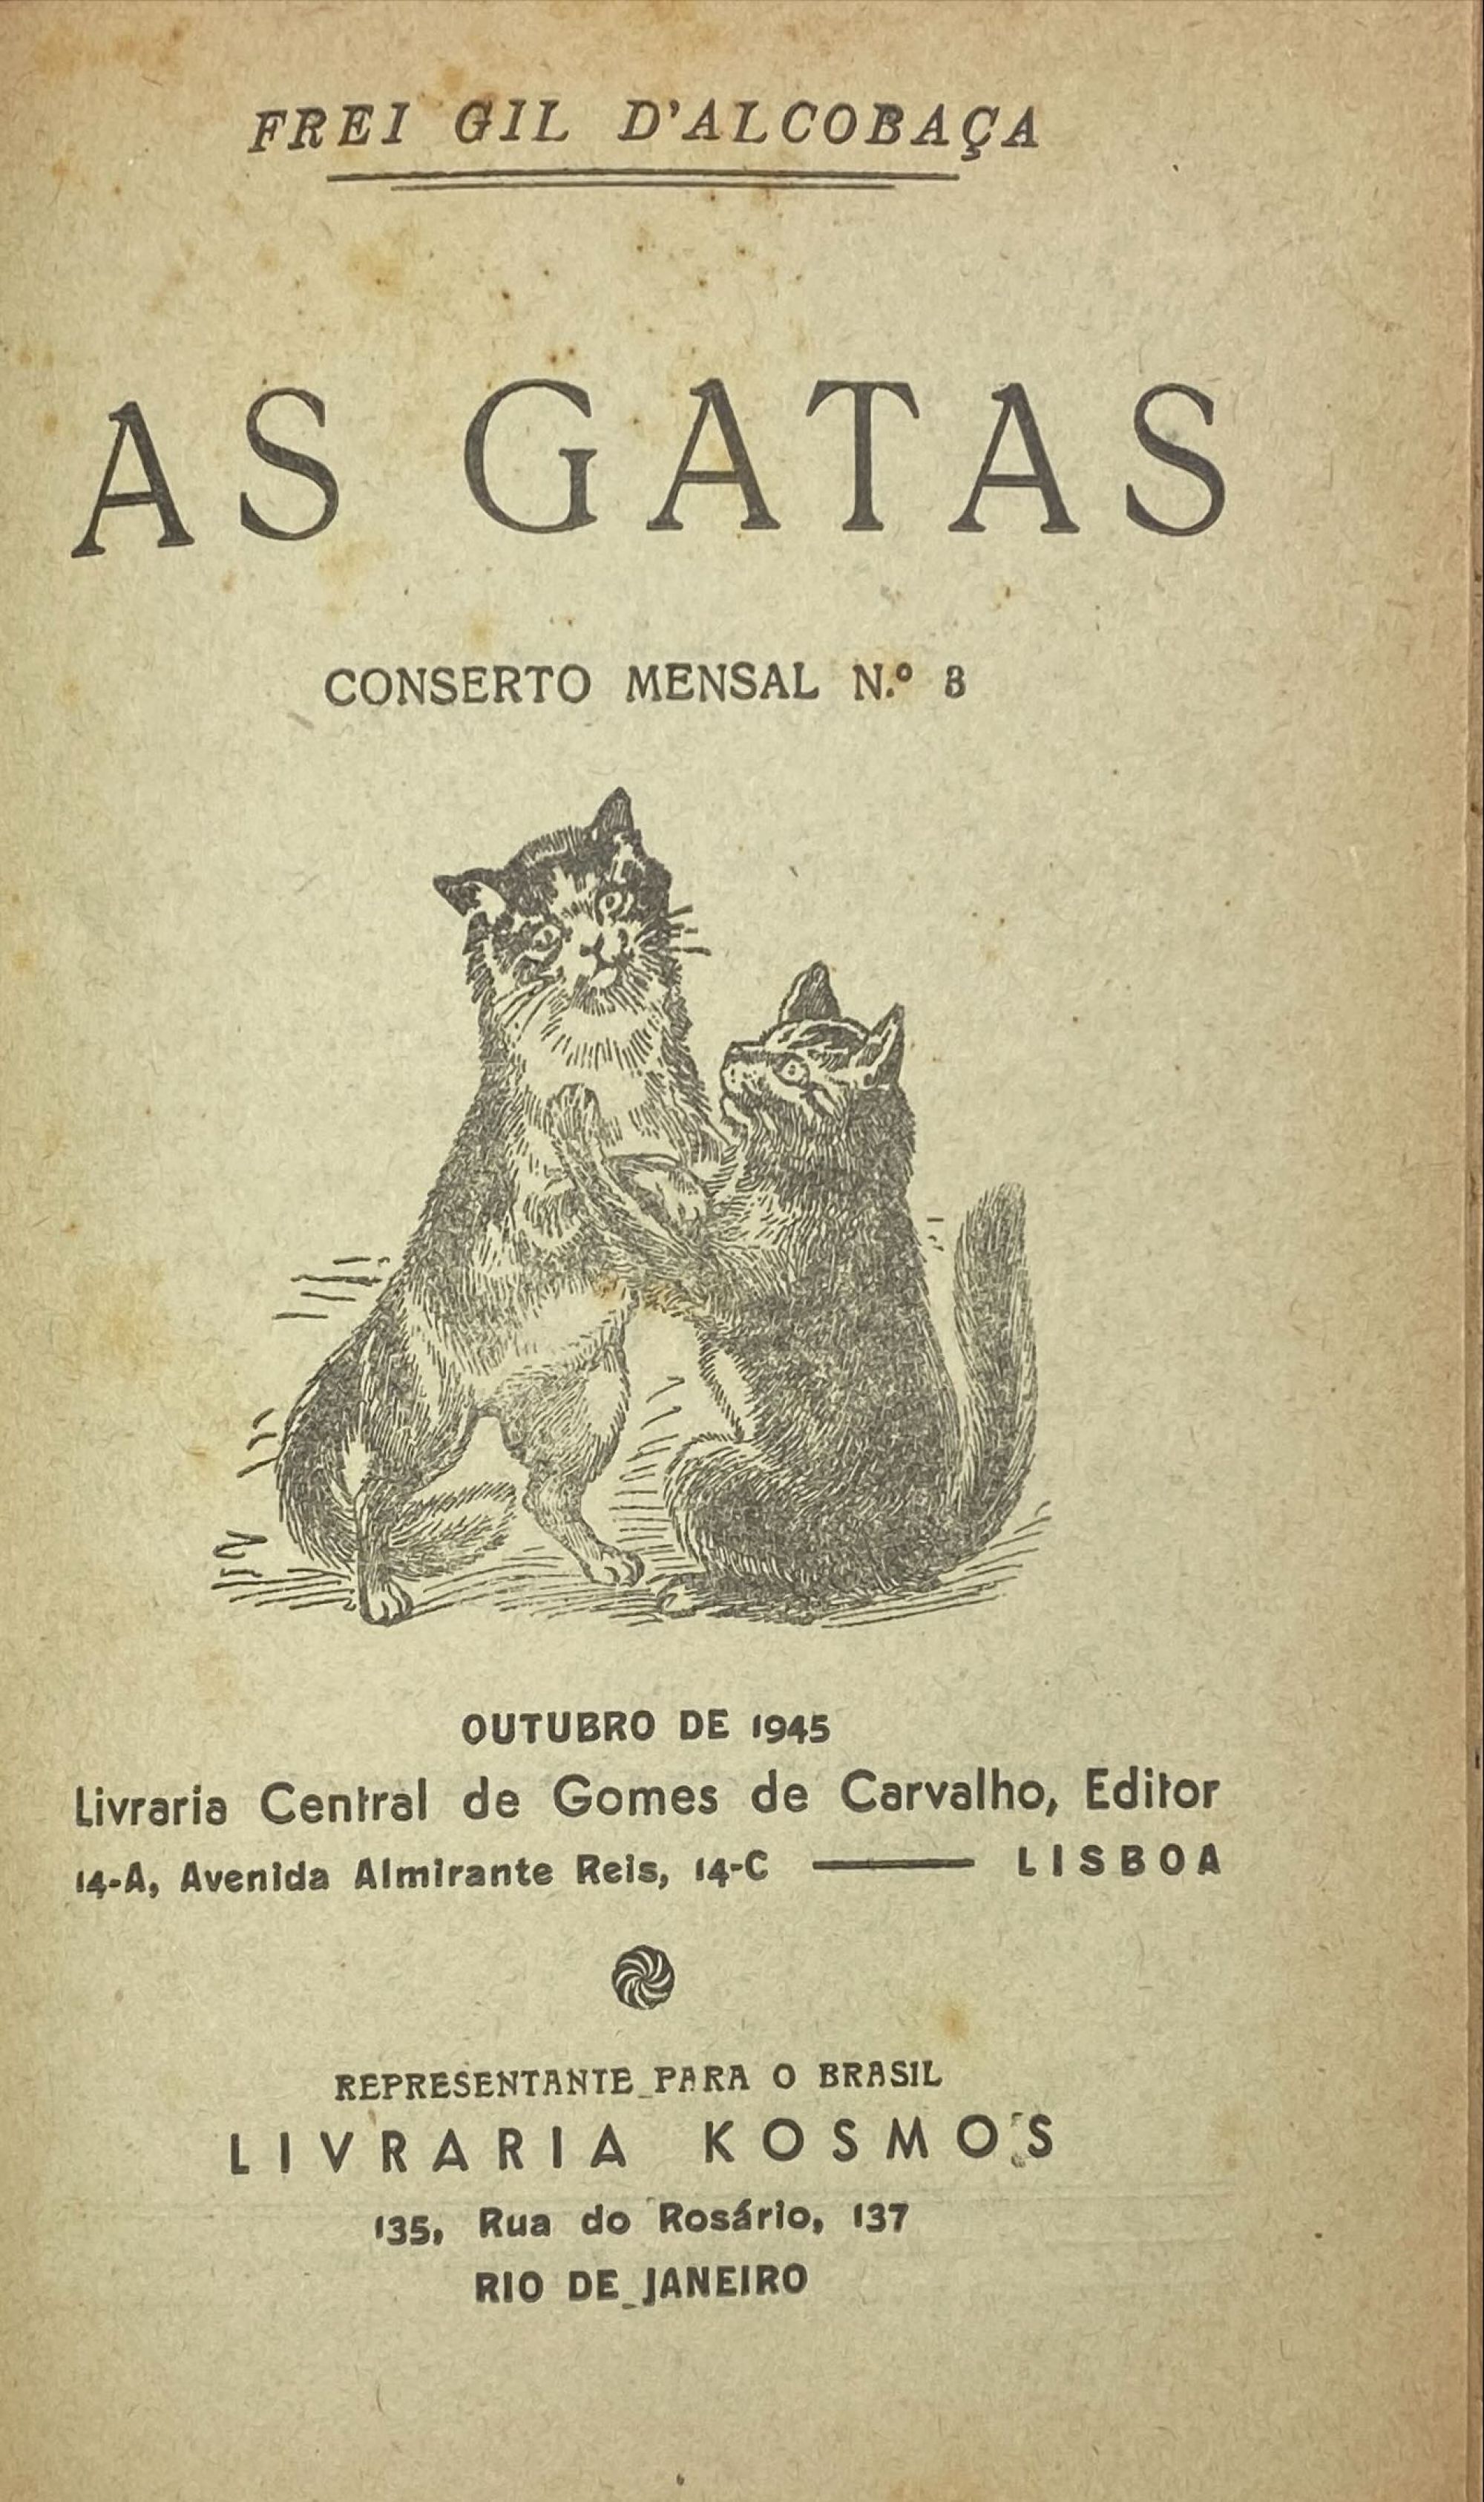 FREI GIL D'ALCOBAÇA
AS GATAS
CONSERTO MENSAL N.º 8
OUTUBRO DE 1945
Livraria Central de Gomes de Carvalho, Editor
14-A, Avenida Almirante Reis, 14-C —— LISBOA
REPRESENTANTE PARA O BRASIL
LIVRARIA KOSMOS
135, Rua do Rosário, 137
RIO DE JANEIRO